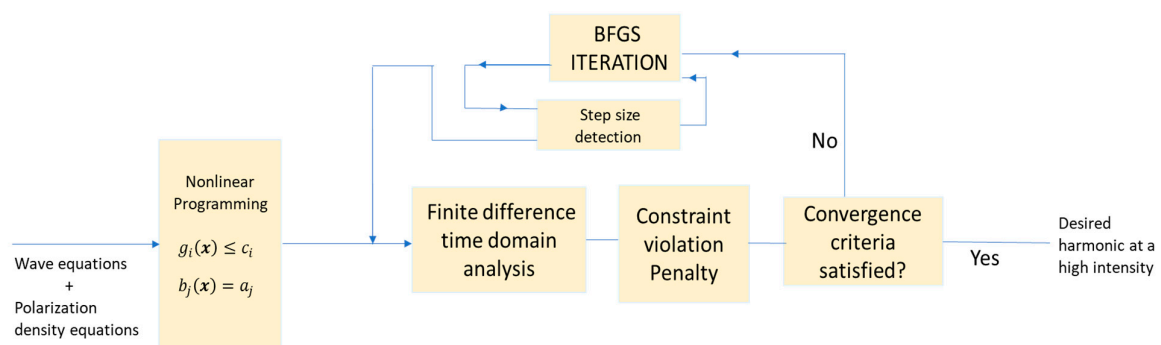 BFGS
ITERATION
Step size
detection
No
Nonlinear
Programming
g_i(x) ≤ c_i
b_j(x) = a_j
Wave equations
+
Polarization
density equations
Finite difference
time domain
analysis
Constraint
violation
Penalty
Convergence
criteria
satisfied?
Yes
Desired
harmonic at a
high intensity